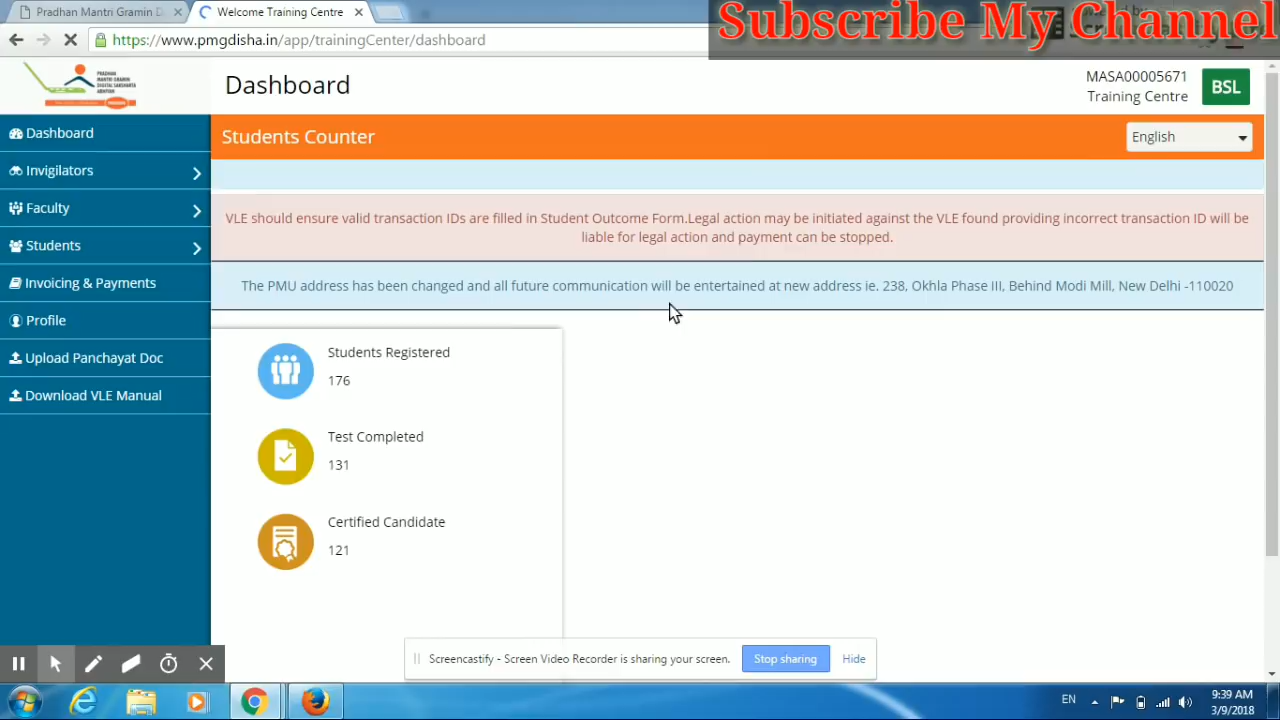 Pradhan Mantri Gramin D
Welcome Training Centre
Subscribe My Channel
https://www.pmgdisha.in/app/trainingCenter/dashboard
PRADHAN
MANTRI GRAMIN
DIGITAL SAKSHARTA
ABHIYAN
Dashboard
MASA00005671
Training Centre
BSL
Dashboard
Students Counter
English
Invigilators
Faculty
Students
Invoicing & Payments
Profile
Upload Panchayat Doc
Download VLE Manual
VLE should ensure valid transaction IDs are filled in Student Outcome Form.Legal action may be initiated against the VLE found providing incorrect transaction ID will be
liable for legal action and payment can be stopped.
The PMU address has been changed and all future communication will be entertained at new address ie. 238, Okhla Phase III, Behind Modi Mill, New Delhi -110020
Students Registered
176
Test Completed
131
Certified Candidate
121
Screencastify - Screen Video Recorder is sharing your screen.
Stop sharing
Hide
EN
9:39 AM
3/9/2018